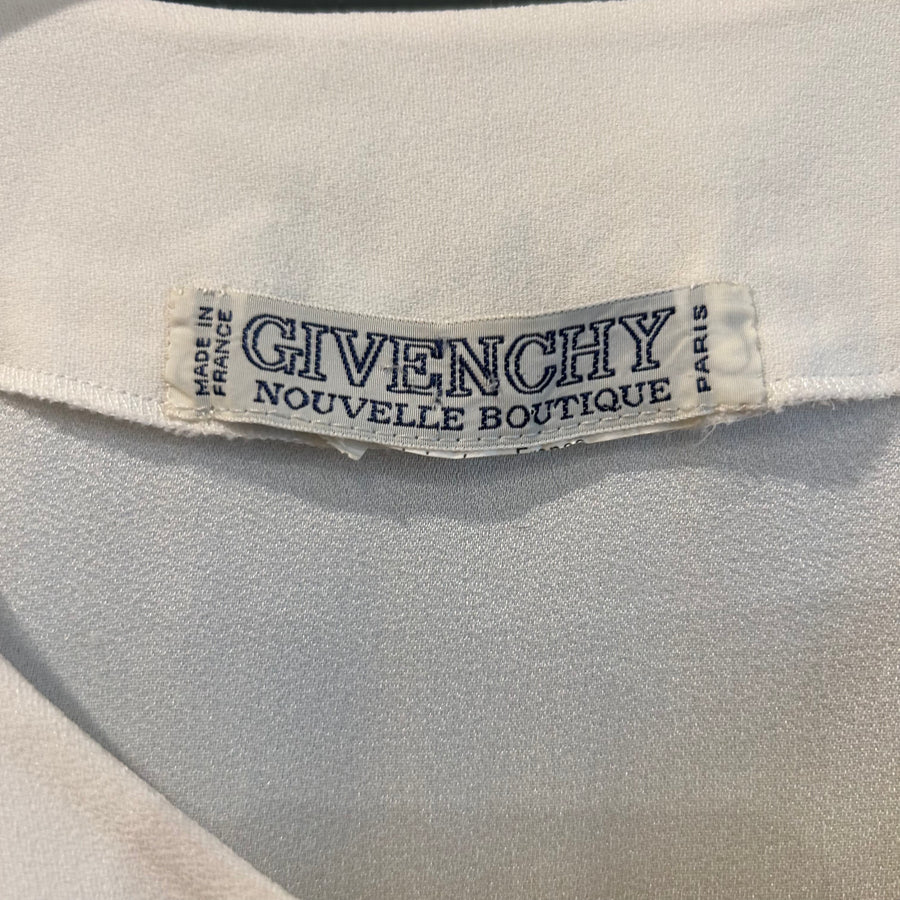 MADE IN
FRANCE
GIVENCHY
NOUVELLE BOUTIQUE
PARIS